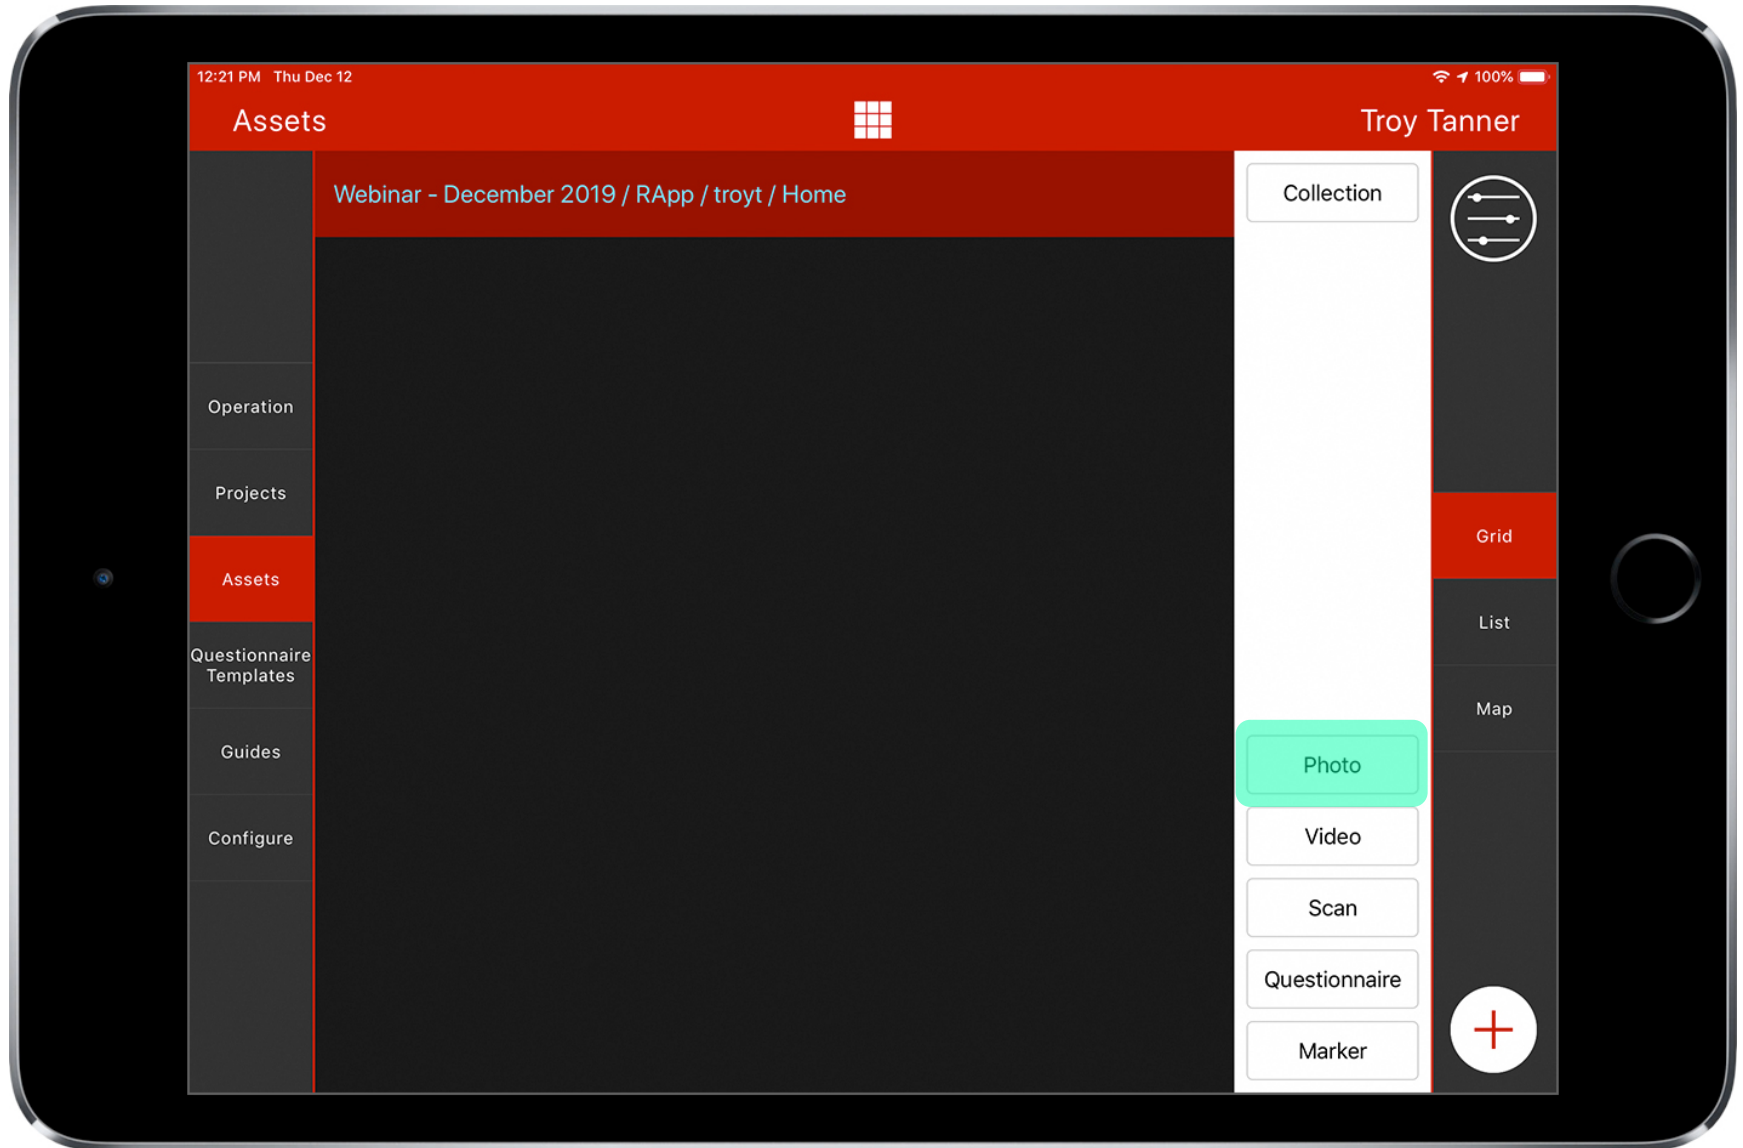 12:21 PM Thu Dec 12
100%
Assets
Troy Tanner
Webinar - December 2019 / RApp / troyt / Home
Operation
Projects
Assets
Questionnaire
Templates
Guides
Configure
Collection
Photo
Video
Scan
Questionnaire
Marker
Grid
List
Map